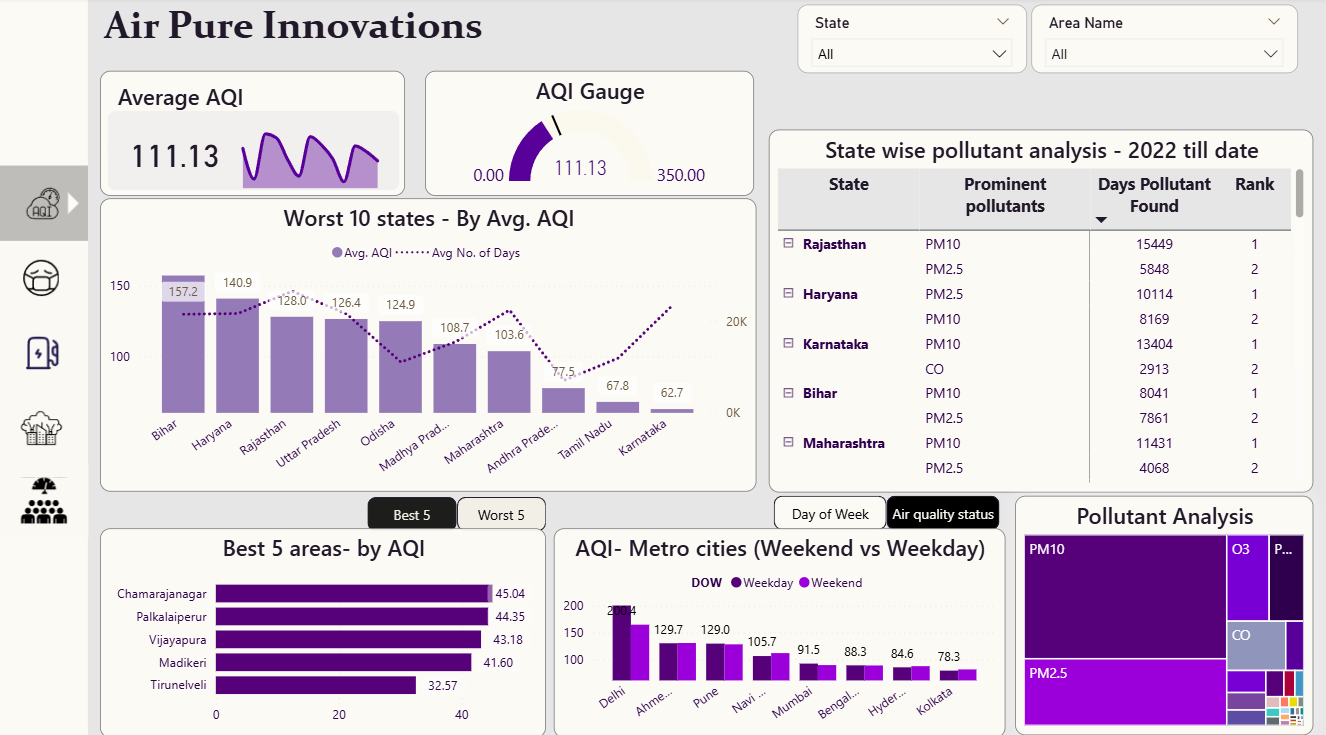 Air Pure Innovations
State
All
Area Name
All
Average AQI
111.13
AQI Gauge
0.00
111.13
350.00
AQI
Worst 10 states - By Avg. AQI
Avg. AQI
Avg No. of Days
150
100
157.2
140.9
128.0
126.4
124.9
108.7
103.6
77.5
67.8
62.7
20K
0K
Bihar
Haryana
Rajasthan
Uttar Pradesh
Odisha
Madhya Prad...
Maharashtra
Andhra Prade...
Tamil Nadu
Karnataka
State wise pollutant analysis - 2022 till date
State
Prominent
pollutants
Days Pollutant
Found
Rank
Rajasthan PM10 15449 1
PM2.5 5848 2
Haryana PM2.5 10114 1
PM10 8169 2
Karnataka PM10 13404 1
CO 2913 2
Bihar PM10 8041 1
PM2.5 7861 2
Maharashtra PM10 11431 1
PM2.5 4068 2
Best 5
Worst 5
Best 5 areas- by AQI
Chamarajanagar 45.04
Palkalaiperur 44.35
Vijayapura 43.18
Madikeri 41.60
Tirunelveli 32.57
0 20 40
Day of Week
Air quality status
AQI- Metro cities (Weekend vs Weekday)
DOW Weekday Weekend
200
150
100
200.4
129.7
129.0
105.7
91.5
88.3
84.6
78.3
Delhi
Ahme...
Pune
Navi ...
Mumbai
Bengal...
Hyder...
Kolkata
Pollutant Analysis
PM10
O3
P...
CO
PM2.5